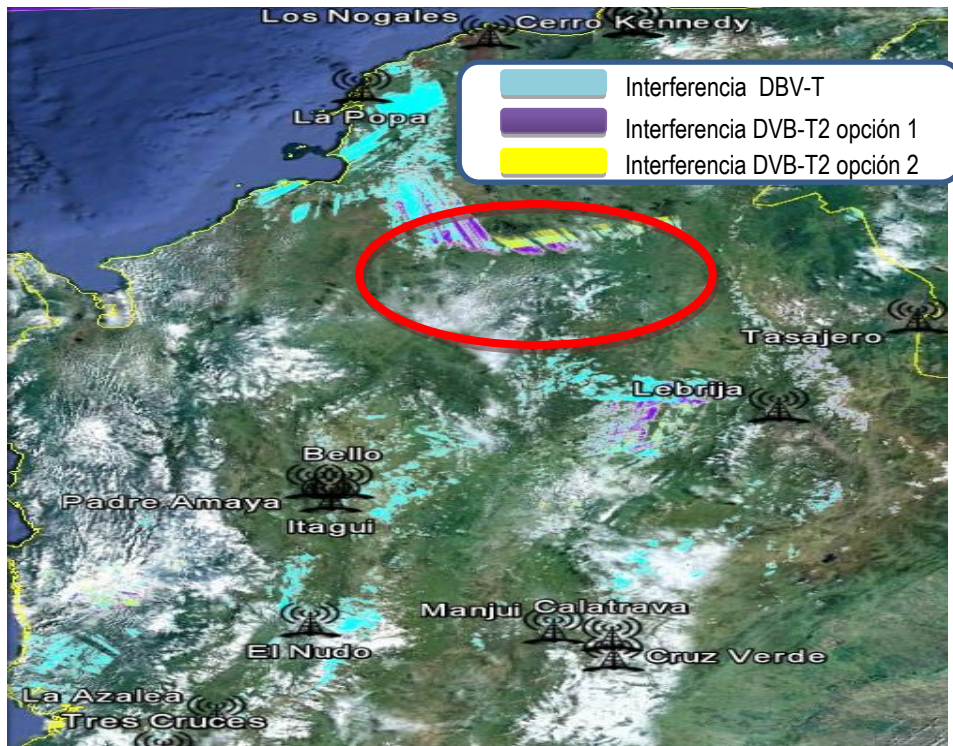 Los Nogales
Cerro Kennedy
La Popa
Interferencia DBV-T
Interferencia DVB-T2 opción 1
Interferencia DVB-T2 opción 2
Tasajero
Lebrija
Bello
Padre Amaya
Itagui
Manjui
Calatrava
El Nudo
Cruz Verde
La Azalea
Tres Cruces